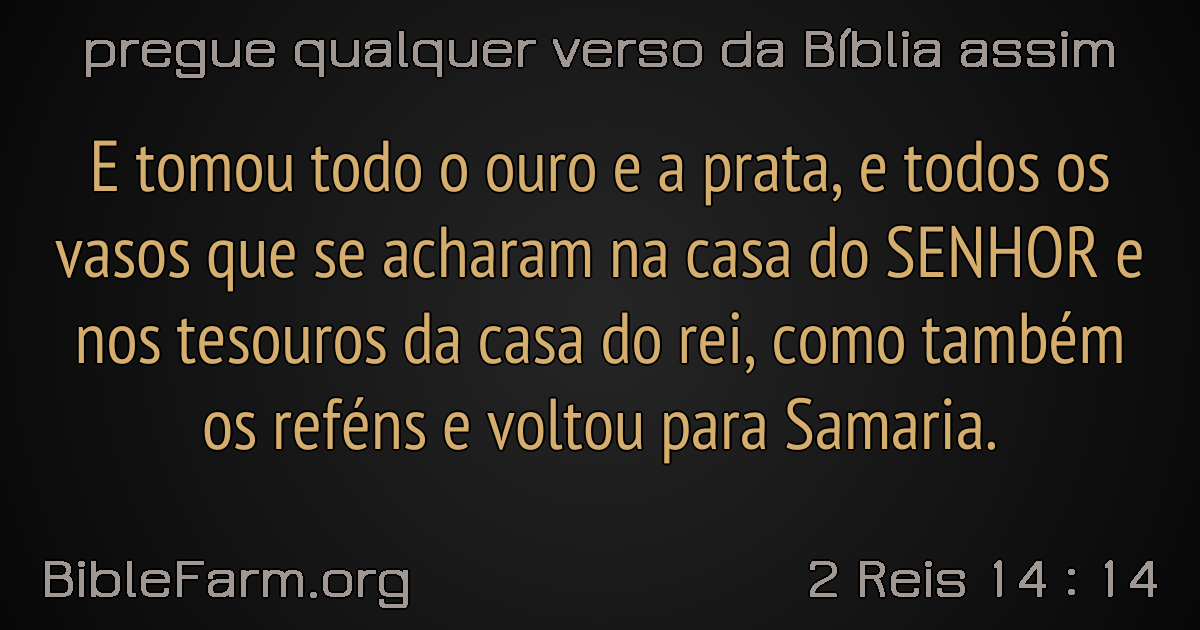 pregue qualquer verso da Bíblia assim
E tomou todo o ouro e a prata, e todos os
vasos que se acharam na casa do SENHOR e
nos tesouros da casa do rei, como também
os reféns e voltou para Samaria.
BibleFarm.org
2 Reis 14 : 14